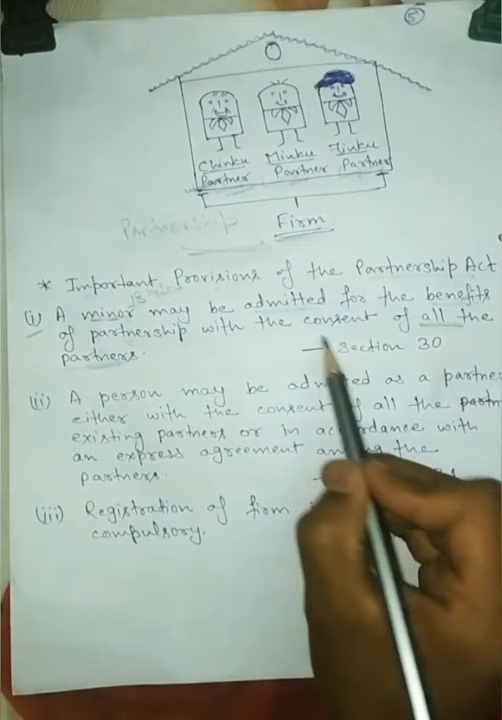 5
Chinku Minku Tinku
Partner Partner Partner
Partnership Firm
* Important Provisions of the Partnership Act
(i) A minor may be admitted for the benefits
of partnership with the consent of all the
partners.
— Section 30
(ii) A person may be admitted as a partner
either with the consent of all the
existing partners or in accordance with
an express agreement among the
partners.
(iii) Registration of firm
compulsory.